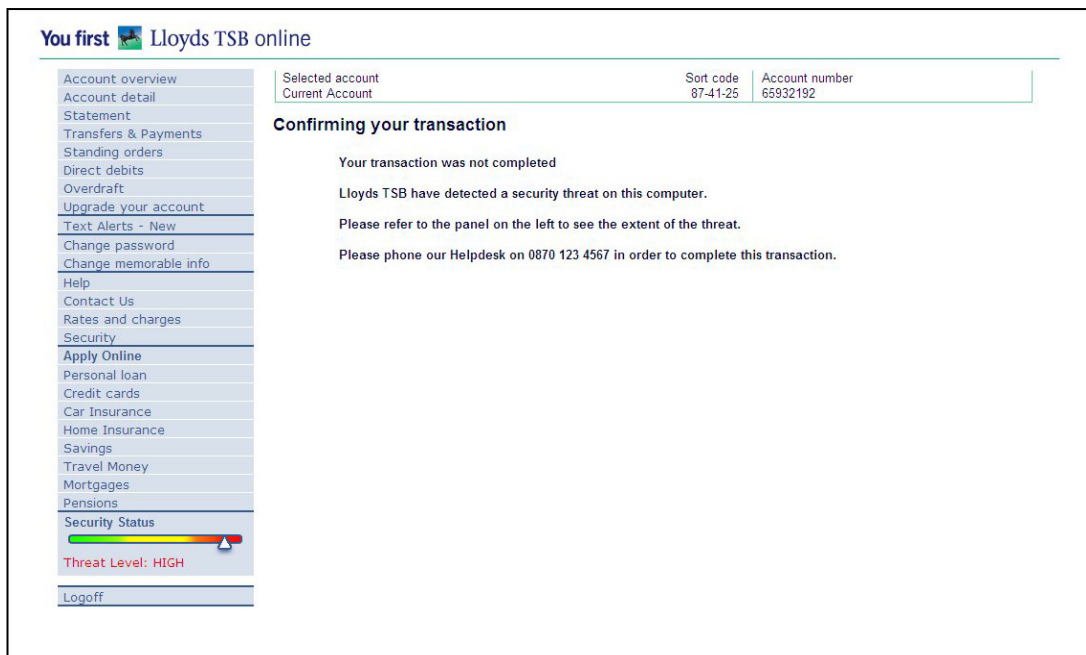 You first Lloyds TSB online
Account overview
Account detail
Statement
Transfers & Payments
Standing orders
Direct debits
Overdraft
Upgrade your account
Text Alerts - New
Change password
Change memorable info
Help
Contact Us
Rates and charges
Security
Apply Online
Personal loan
Credit cards
Car Insurance
Home Insurance
Savings
Travel Money
Mortgages
Pensions
Security Status
Threat Level: HIGH
Logoff
Selected account Sort code Account number
Current Account 87-41-25 65932192
Confirming your transaction
Your transaction was not completed
Lloyds TSB have detected a security threat on this computer.
Please refer to the panel on the left to see the extent of the threat.
Please phone our Helpdesk on 0870 123 4567 in order to complete this transaction.